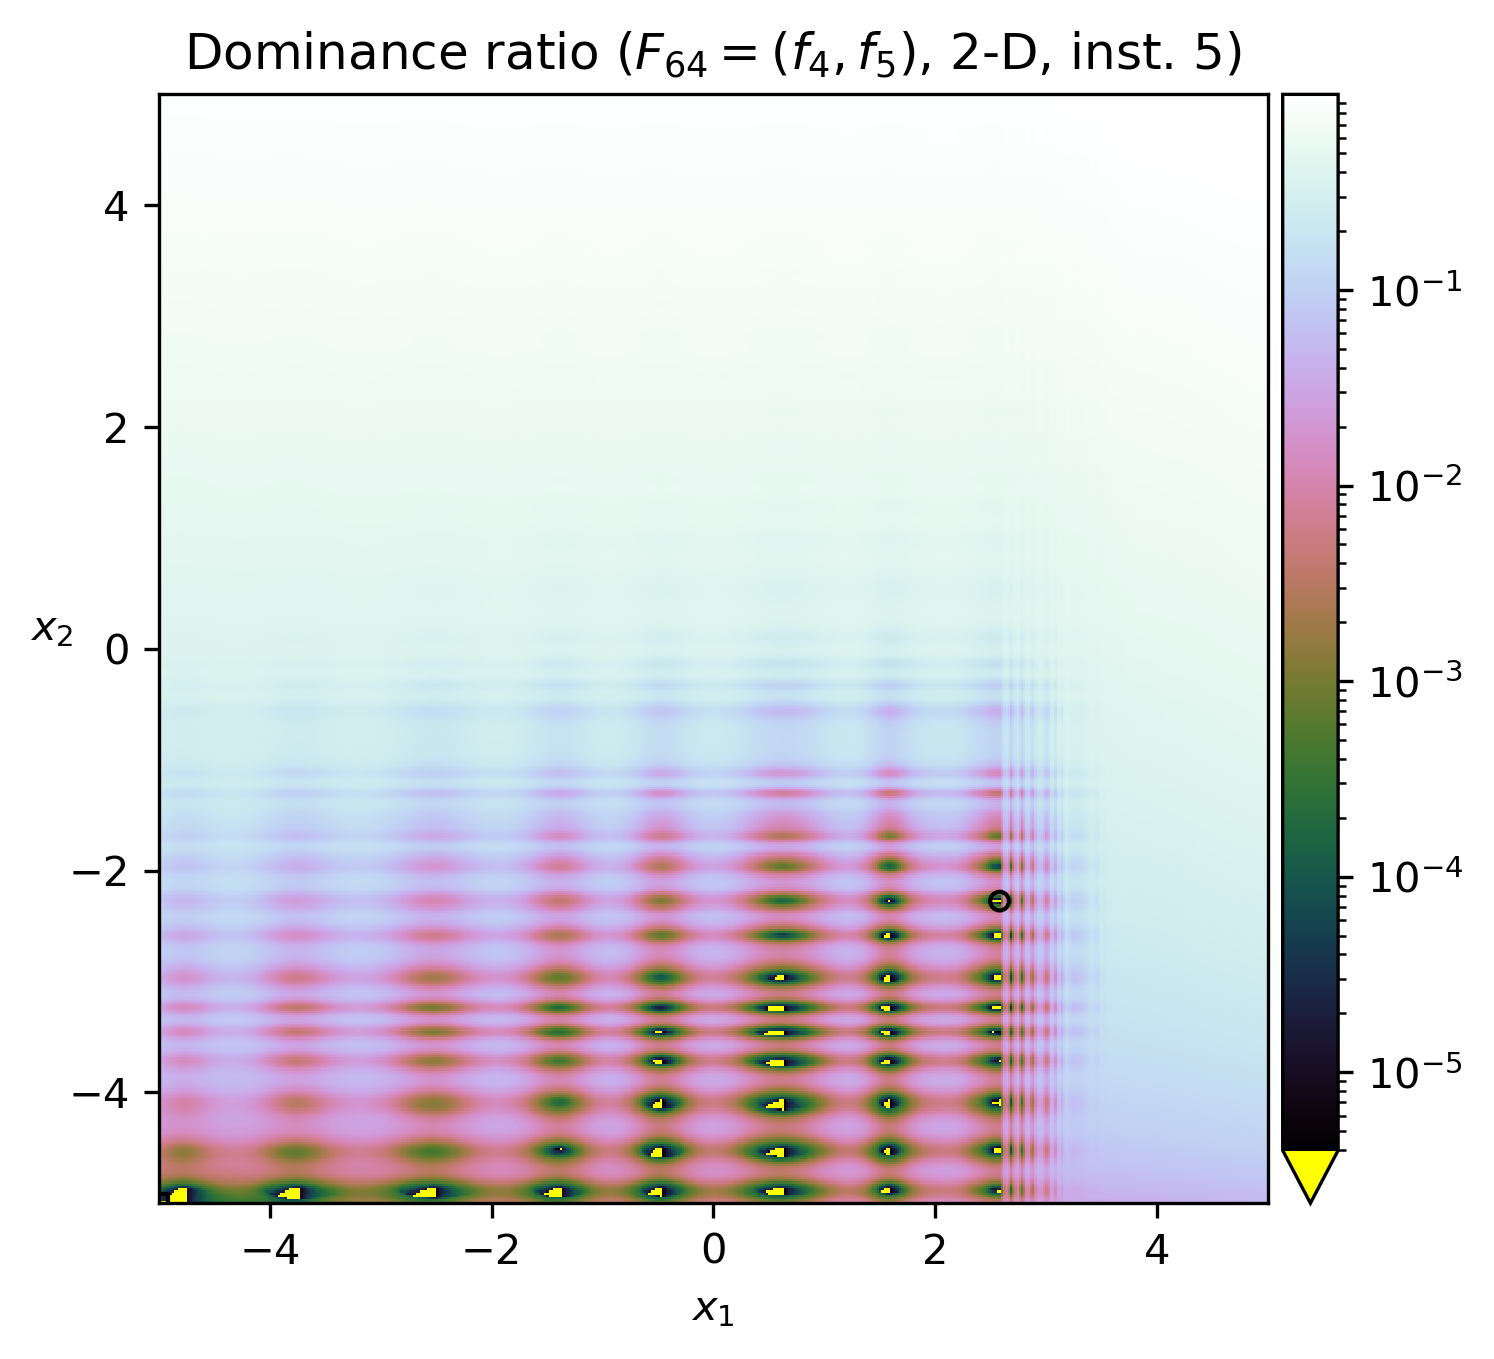 Dominance ratio (F₆₄ = (f₄, f₅), 2-D, inst. 5)
4
2
0
−2
−4
x₂
−4 −2 0 2 4
x₁
10⁻¹
10⁻²
10⁻³
10⁻⁴
10⁻⁵